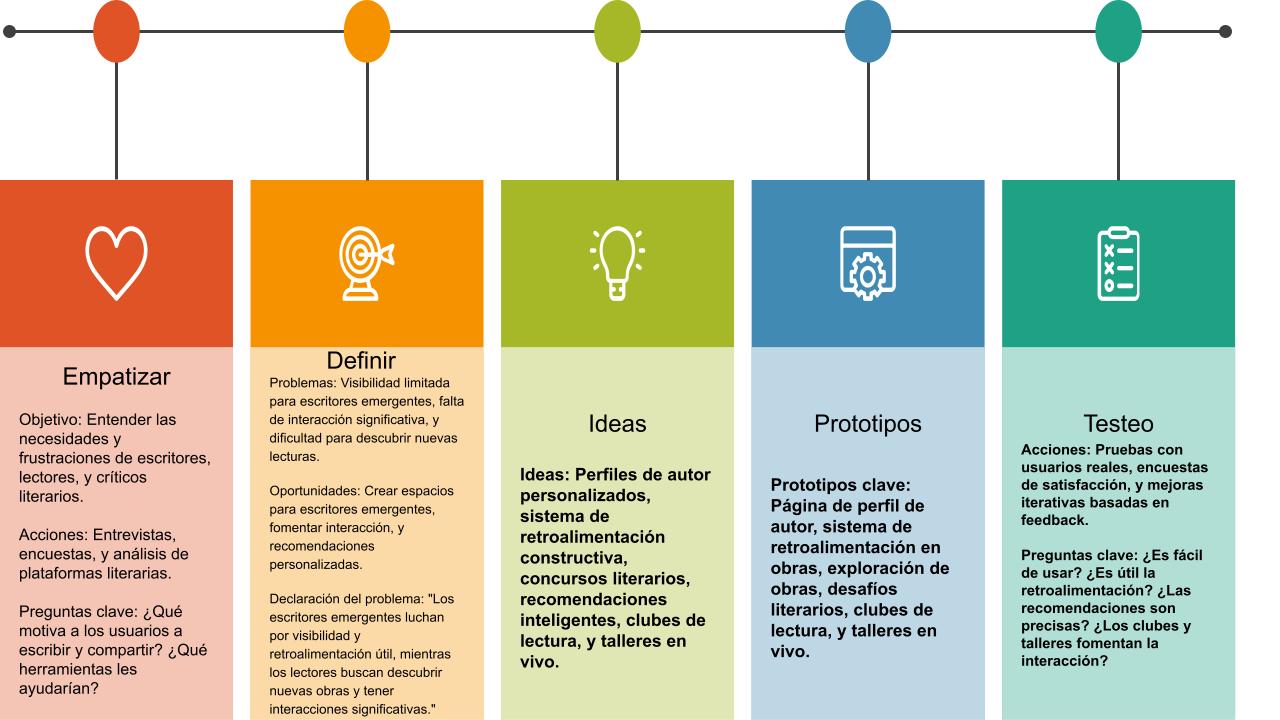 Empatizar
Objetivo: Entender las
necesidades y
frustraciones de escritores,
lectores, y críticos
literarios.
Acciones: Entrevistas,
encuestas, y análisis de
plataformas literarias.
Preguntas clave: ¿Qué
motiva a los usuarios a
escribir y compartir? ¿Qué
herramientas les
ayudarían?
Definir
Problemas: Visibilidad limitada
para escritores emergentes, falta
de interacción significativa, y
dificultad para descubrir nuevas
lecturas.
Oportunidades: Crear espacios
para escritores emergentes,
fomentar interacción, y
recomendaciones
personalizadas.
Declaración del problema: "Los
escritores emergentes luchan
por visibilidad y
retroalimentación útil, mientras
los lectores buscan descubrir
nuevas obras y tener
interacciones significativas."
Ideas
Ideas: Perfiles de autor
personalizados,
sistema de
retroalimentación
constructiva,
concursos literarios,
recomendaciones
inteligentes, clubes de
lectura, y talleres en
vivo.
Prototipos
Prototipos clave:
Página de perfil de
autor, sistema de
retroalimentación en
obras, exploración de
obras, desafíos
literarios, clubes de
lectura, y talleres en
vivo.
Testeo
Acciones: Pruebas con
usuarios reales, encuestas
de satisfacción, y mejoras
iterativas basadas en
feedback.
Preguntas clave: ¿Es fácil
de usar? ¿Es útil la
retroalimentación? ¿Las
recomendaciones son
precisas? ¿Los clubes y
talleres fomentan la
interacción?